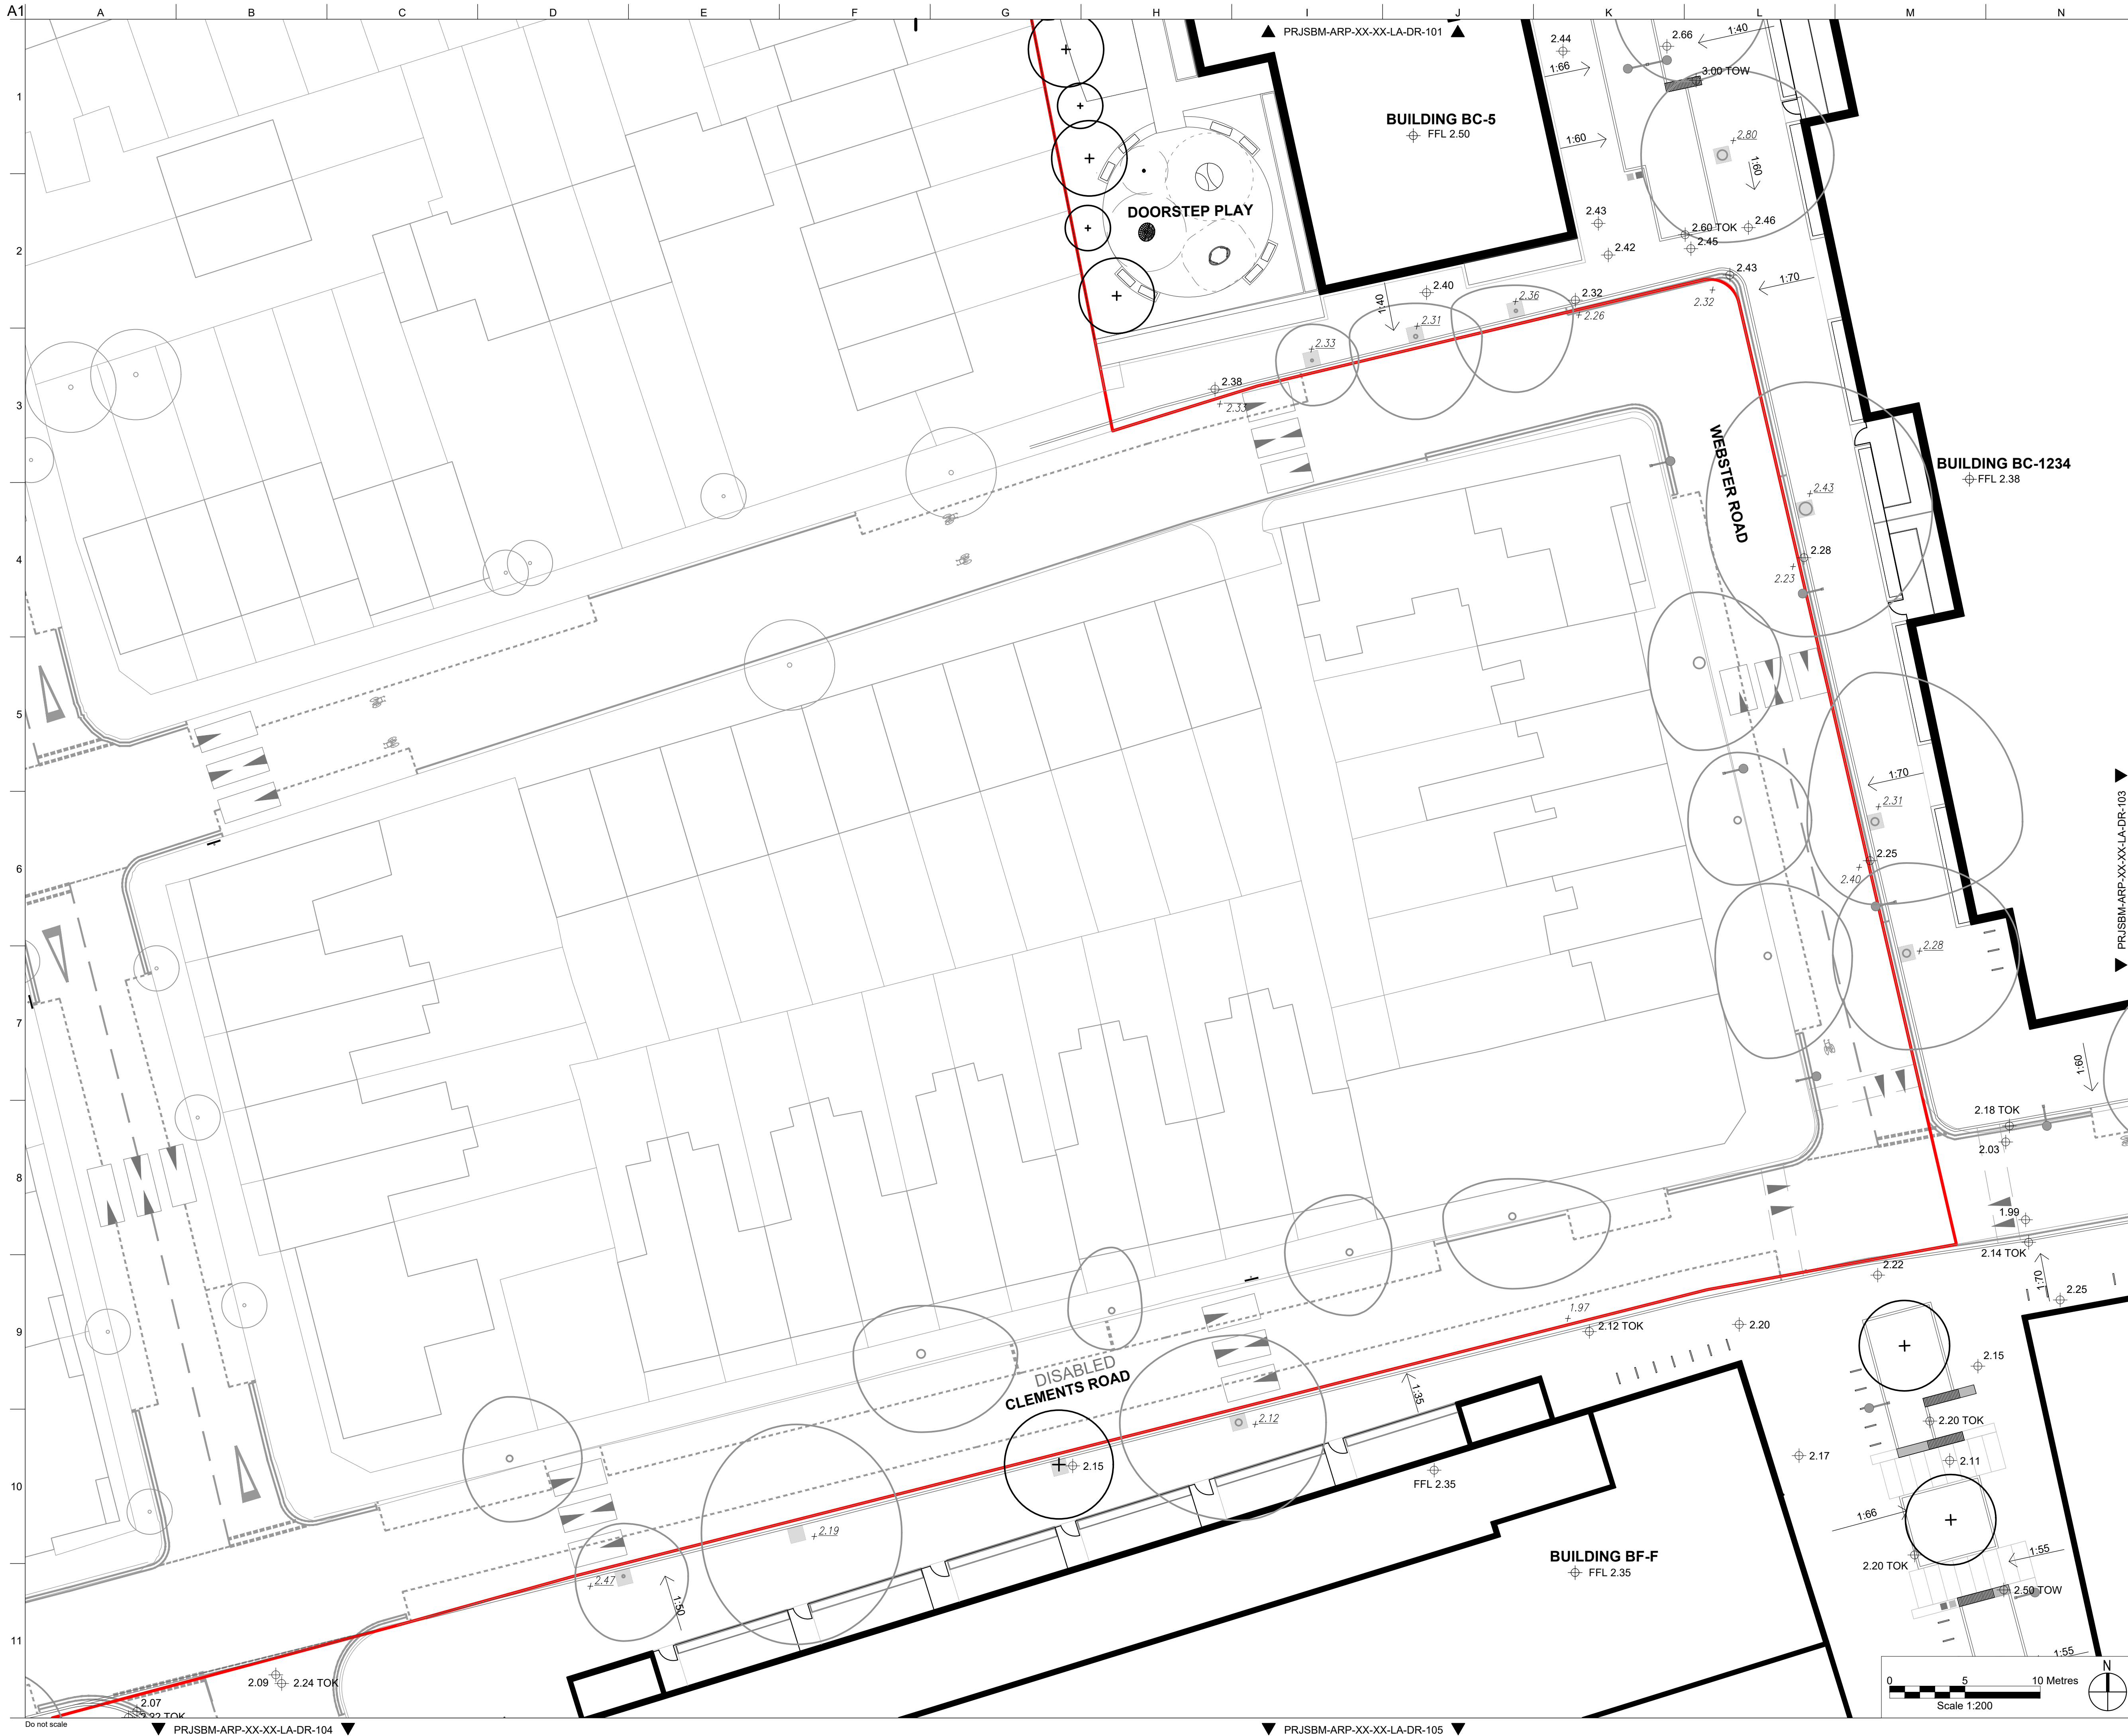 A1
A B C D E F G H I J K L M N
PRJSBM-ARP-XX-XX-LA-DR-101
2.44
2.66
1:40
1:66
3.00 TOW
1
BUILDING BC-5
FFL 2.50
1:60
2.80
1:60
DOORSTEP PLAY
2.43
2.60 TOK
2.46
2
2.42
2.45
2.43
1:70
1:40
2.40
2.36
2.32
2.32
2.26
2.31
2.33
2.38
2.33
3
WEBSTER ROAD
BUILDING BC-1234
FFL 2.38
2.43
4
2.28
2.23
5
1:70
2.31
PRJSBM-ARP-XX-XX-LA-DR-103
6
2.25
2.40
2.28
7
1:60
2.18 TOK
2.03
8
1.99
2.14 TOK
2.22
1:70
2.25
1.97
9
2.12 TOK
2.20
2.15
DISABLED
CLEMENTS ROAD
1:35
2.12
2.20 TOK
2.15
2.17
2.11
10
FFL 2.35
1:66
2.19
1:55
BUILDING BF-F
FFL 2.35
2.20 TOK
2.47
1:50
2.50 TOW
11
1:55
2.09
2.24 TOK
N
0 5 10 Metres
Scale 1:200
2.07
2.22 TOK
Do not scale
PRJSBM-ARP-XX-XX-LA-DR-104
PRJSBM-ARP-XX-XX-LA-DR-105